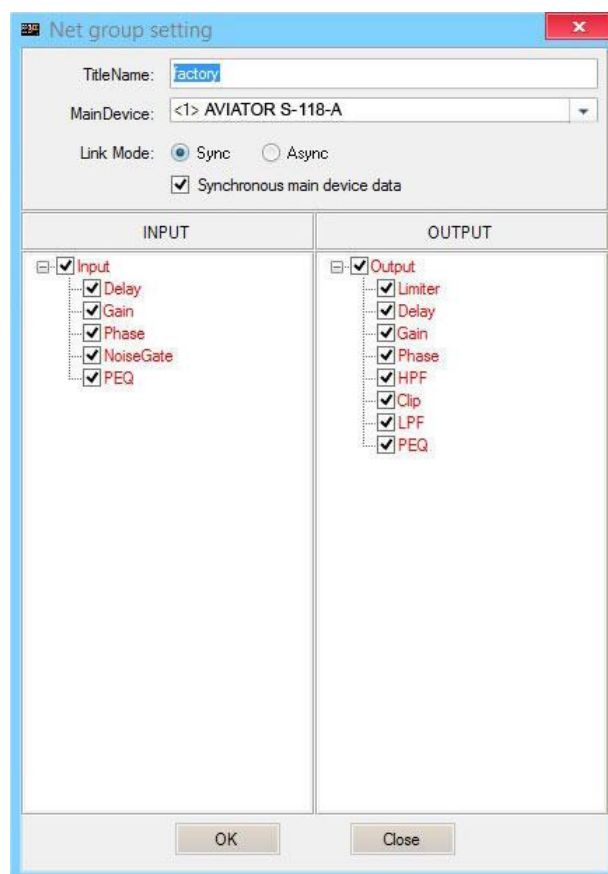 Net group setting
TitleName: factory
MainDevice: <1> AVIATOR S-118-A
Link Mode: Sync Async
Synchronous main device data
INPUT OUTPUT
Input
Delay
Gain
Phase
NoiseGate
PEQ
Output
Limiter
Delay
Gain
Phase
HPF
Clip
LPF
PEQ
OK Close